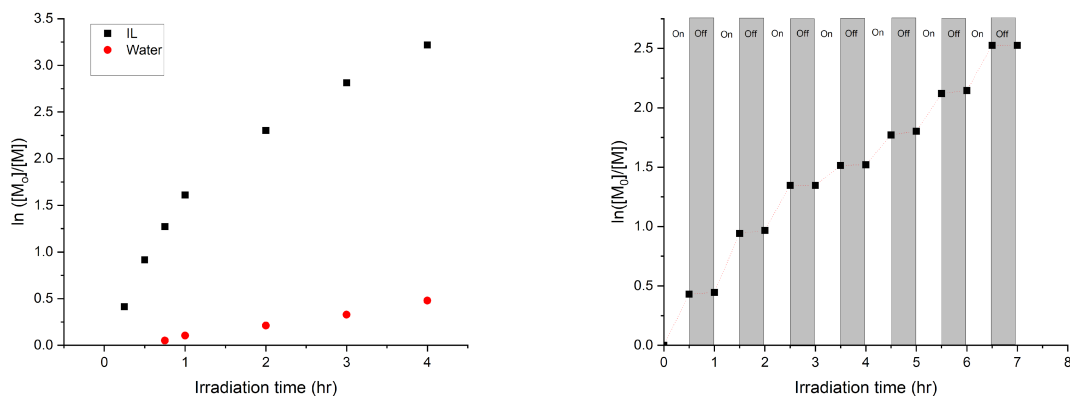 3.5
3.0
2.5
2.0
1.5
1.0
0.5
0.0
ln ([M₀]/[M])
IL
Water
0 1 2 3 4
Irradiation time (hr)
2.5
2.0
1.5
1.0
0.5
0.0
ln([M₀]/[M])
On Off On Off On Off On Off On Off On Off On Off
0 1 2 3 4 5 6 7 8
Irradiation time (hr)